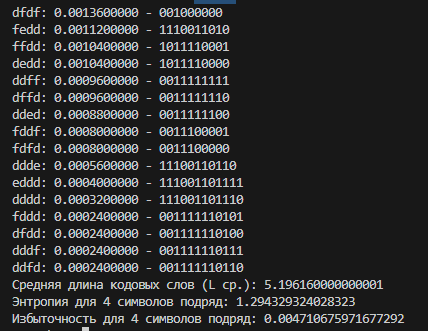 dfdf: 0.0013600000 - 001000000
fedd: 0.0011200000 - 1110011010
ffdd: 0.0010400000 - 1011110001
dedd: 0.0010400000 - 1011110000
ddff: 0.0009600000 - 0011111111
dffd: 0.0009600000 - 0011111110
dded: 0.0008800000 - 0011111100
fddf: 0.0008000000 - 0011100001
fdfd: 0.0008000000 - 0011100000
ddde: 0.0005600000 - 11100110110
eddd: 0.0004000000 - 111001101111
dddd: 0.0003200000 - 111001101110
fddd: 0.0002400000 - 001111110101
dfdd: 0.0002400000 - 001111110100
dddf: 0.0002400000 - 001111110111
ddfd: 0.0002400000 - 001111110110
Средняя длина кодовых слов (L ср.): 5.196160000000001
Энтропия для 4 символов подряд: 1.294329324028323
Избыточность для 4 символов подряд: 0.004710675971677292